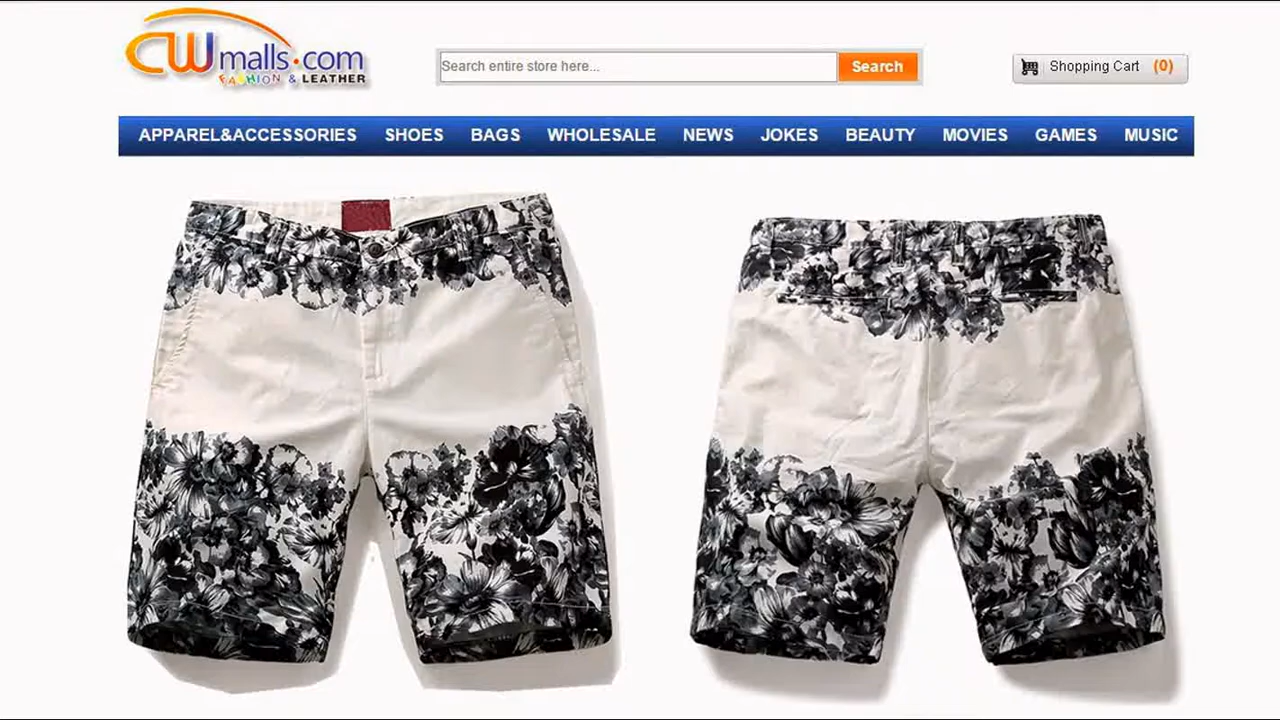 CWmalls.com
FASHION & LEATHER
Search entire store here...
Search
Shopping Cart (0)
APPAREL&ACCESSORIES SHOES BAGS WHOLESALE NEWS JOKES BEAUTY MOVIES GAMES MUSIC